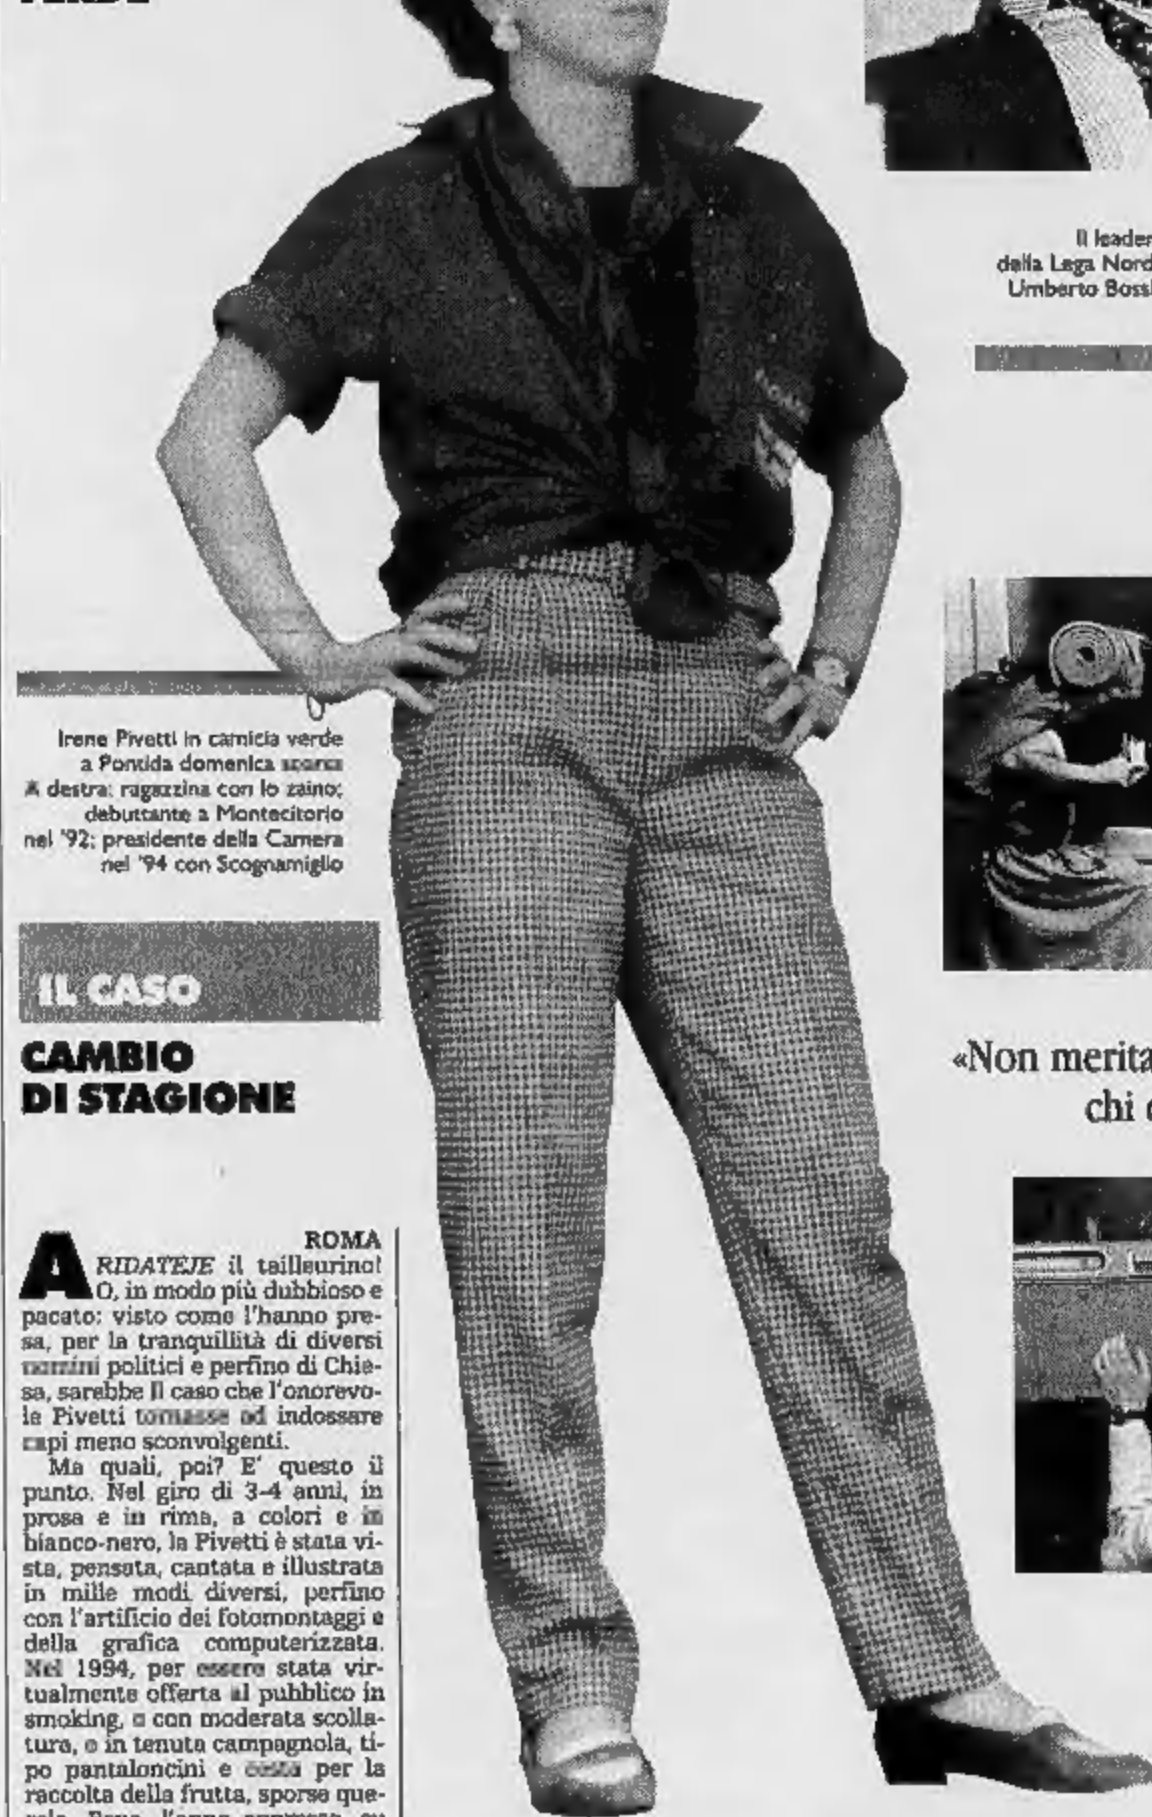 Il leader
della Lega Nord
Umberto Bossi
Irene Pivetti in camicia verde
a Pontida domenica scorsa
A destra: ragazzina con lo zaino;
debuttante a Montecitorio
nel '92; presidente della Camera
nel '94 con Scognamiglio
IL CASO
CAMBIO
DI STAGIONE
«Non merita
chi
ROMA
ARIDATEJE il tailleurino!
O, in modo più dubbioso e
pacato: visto come l'hanno pre-
sa, per la tranquillità di diversi
uomini politici e perfino di Chie-
sa, sarebbe il caso che l'onorevo-
le Pivetti tornasse ad indossare
capi meno sconvolgenti.
Ma quali, poi? E' questo il
punto. Nel giro di 3-4 anni, in
prosa e in rima, a colori e in
bianco-nero, la Pivetti è stata vi-
sta, pensata, cantata e illustrata
in mille modi diversi, perfino
con l'artificio dei fotomontaggi e
della grafica computerizzata.
Nel 1994, per essere stata vir-
tualmente offerta al pubblico in
smoking, o con moderata scolla-
tura, o in tenuta campagnola, ti-
po pantaloncini e cesta per la
raccolta della frutta, sporse que-